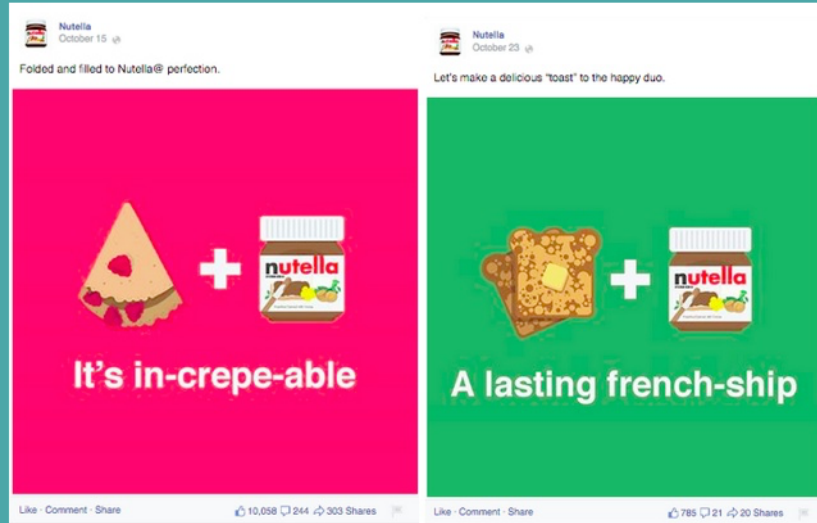 Nutella
October 15
Folded and filled to Nutella@ perfection.
nutella
It's in-crepe-able
Like · Comment · Share
10,058 244 303 Shares
Nutella
October 23
Let's make a delicious "toast" to the happy duo.
nutella
A lasting french-ship
Like · Comment · Share
785 21 20 Shares